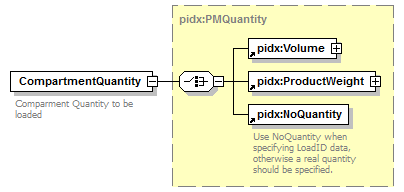 pidx:PMQuantity
pidx:Volume
CompartmentQuantity
Comparment Quantity to be
loaded
pidx:ProductWeight
pidx:NoQuantity
Use NoQuantity when
specifying LoadID data,
otherwise a real quantity
should be specified.